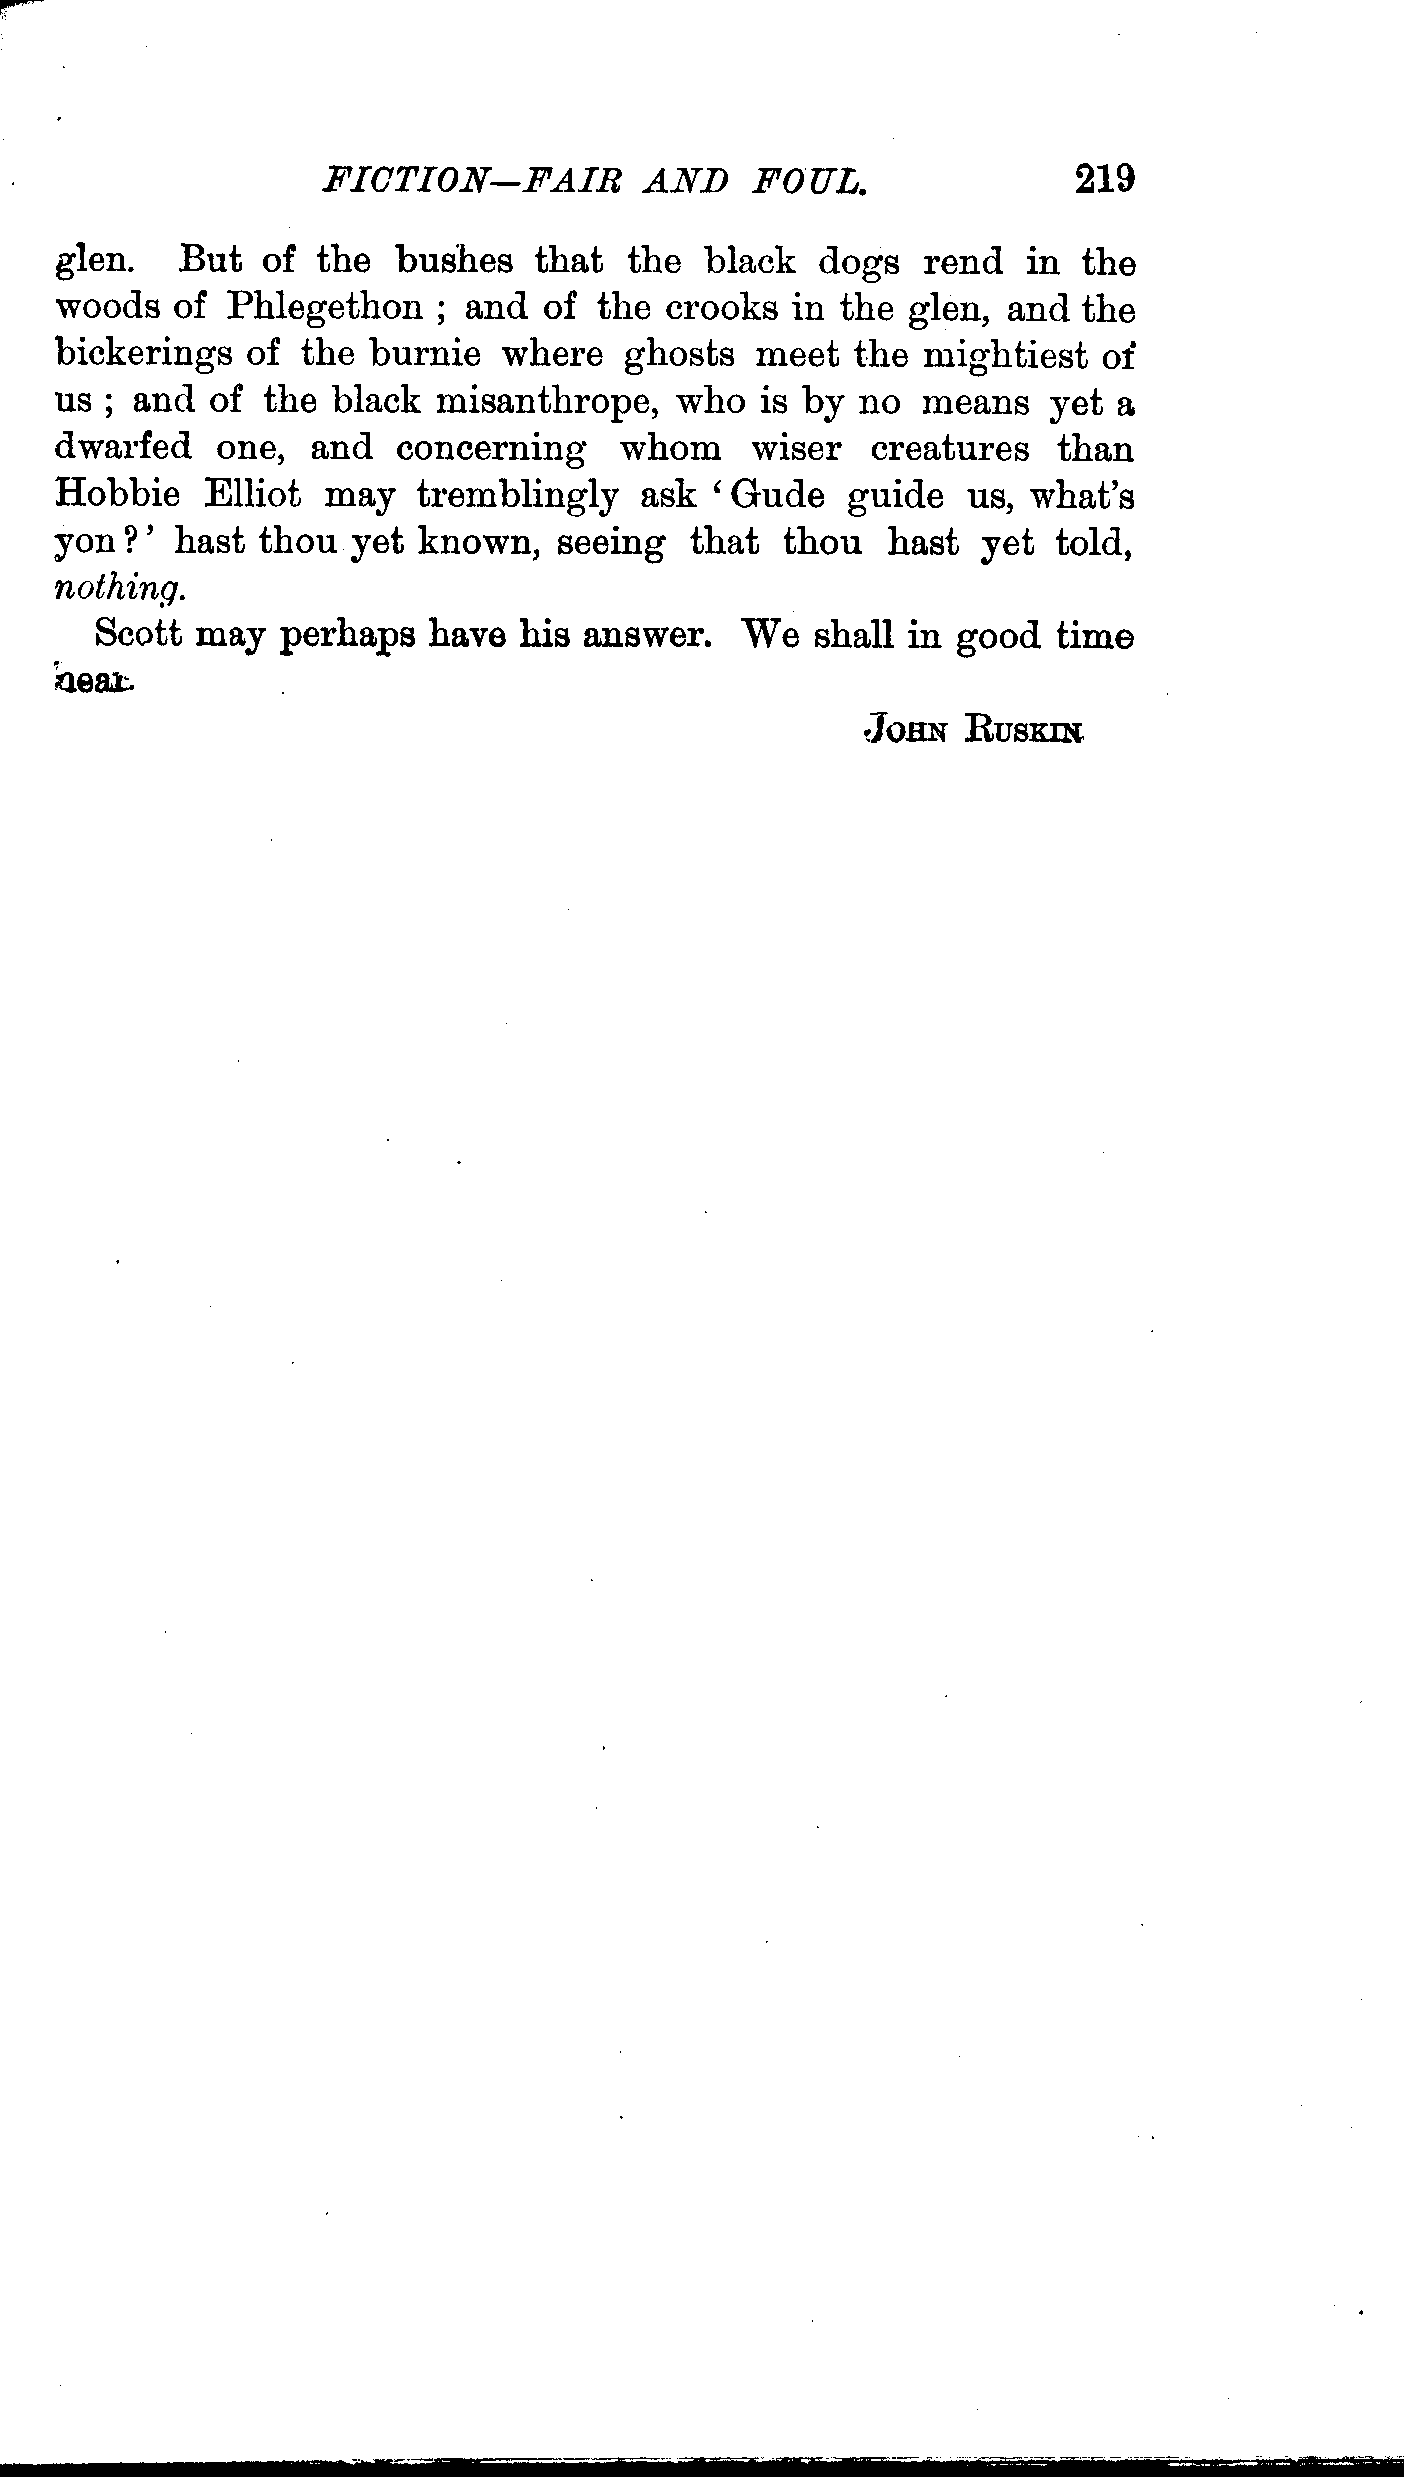 FICTION—FAIR AND FOUL. 219
glen. But of the bushes that the black dogs rend in the
woods of Phlegethon ; and of the crooks in the glen, and the
bickerings of the burnie where ghosts meet the mightiest of
us ; and of the black misanthrope, who is by no means yet a
dwarfed one, and concerning whom wiser creatures than
Hobbie Elliot may tremblingly ask ‘Gude guide us, what's
yon?’ hast thou yet known, seeing that thou hast yet told,
nothing.
Scott may perhaps have his answer. We shall in good time
hear.
JOHN RUSKIN